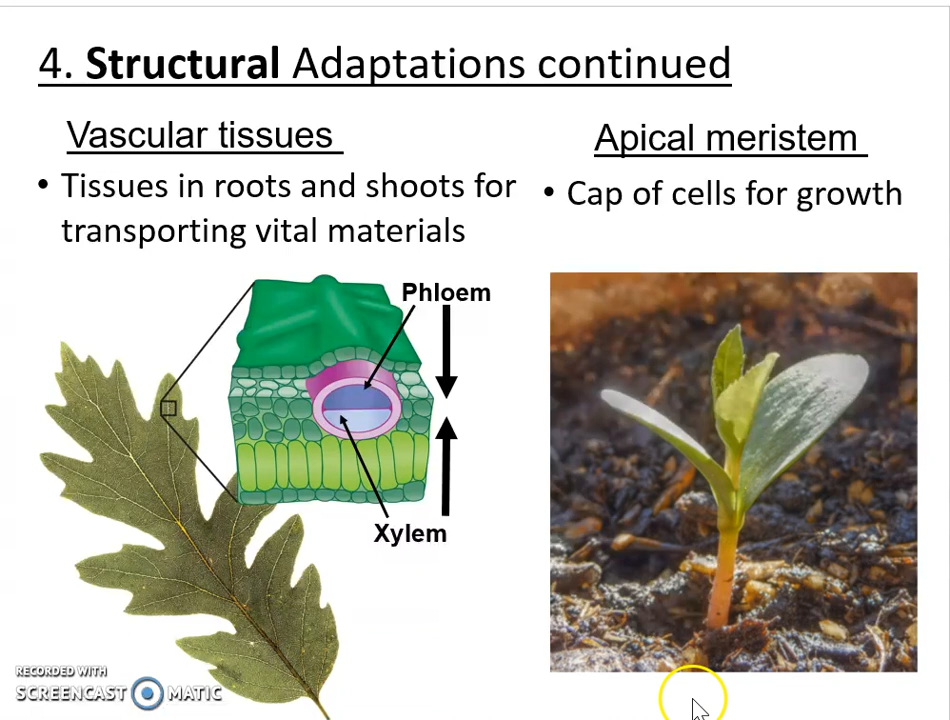 4. Structural Adaptations continued
Vascular tissues
• Tissues in roots and shoots for
transporting vital materials
Phloem
Xylem
Apical meristem
• Cap of cells for growth
RECORDED WITH
SCREENCAST MATIC